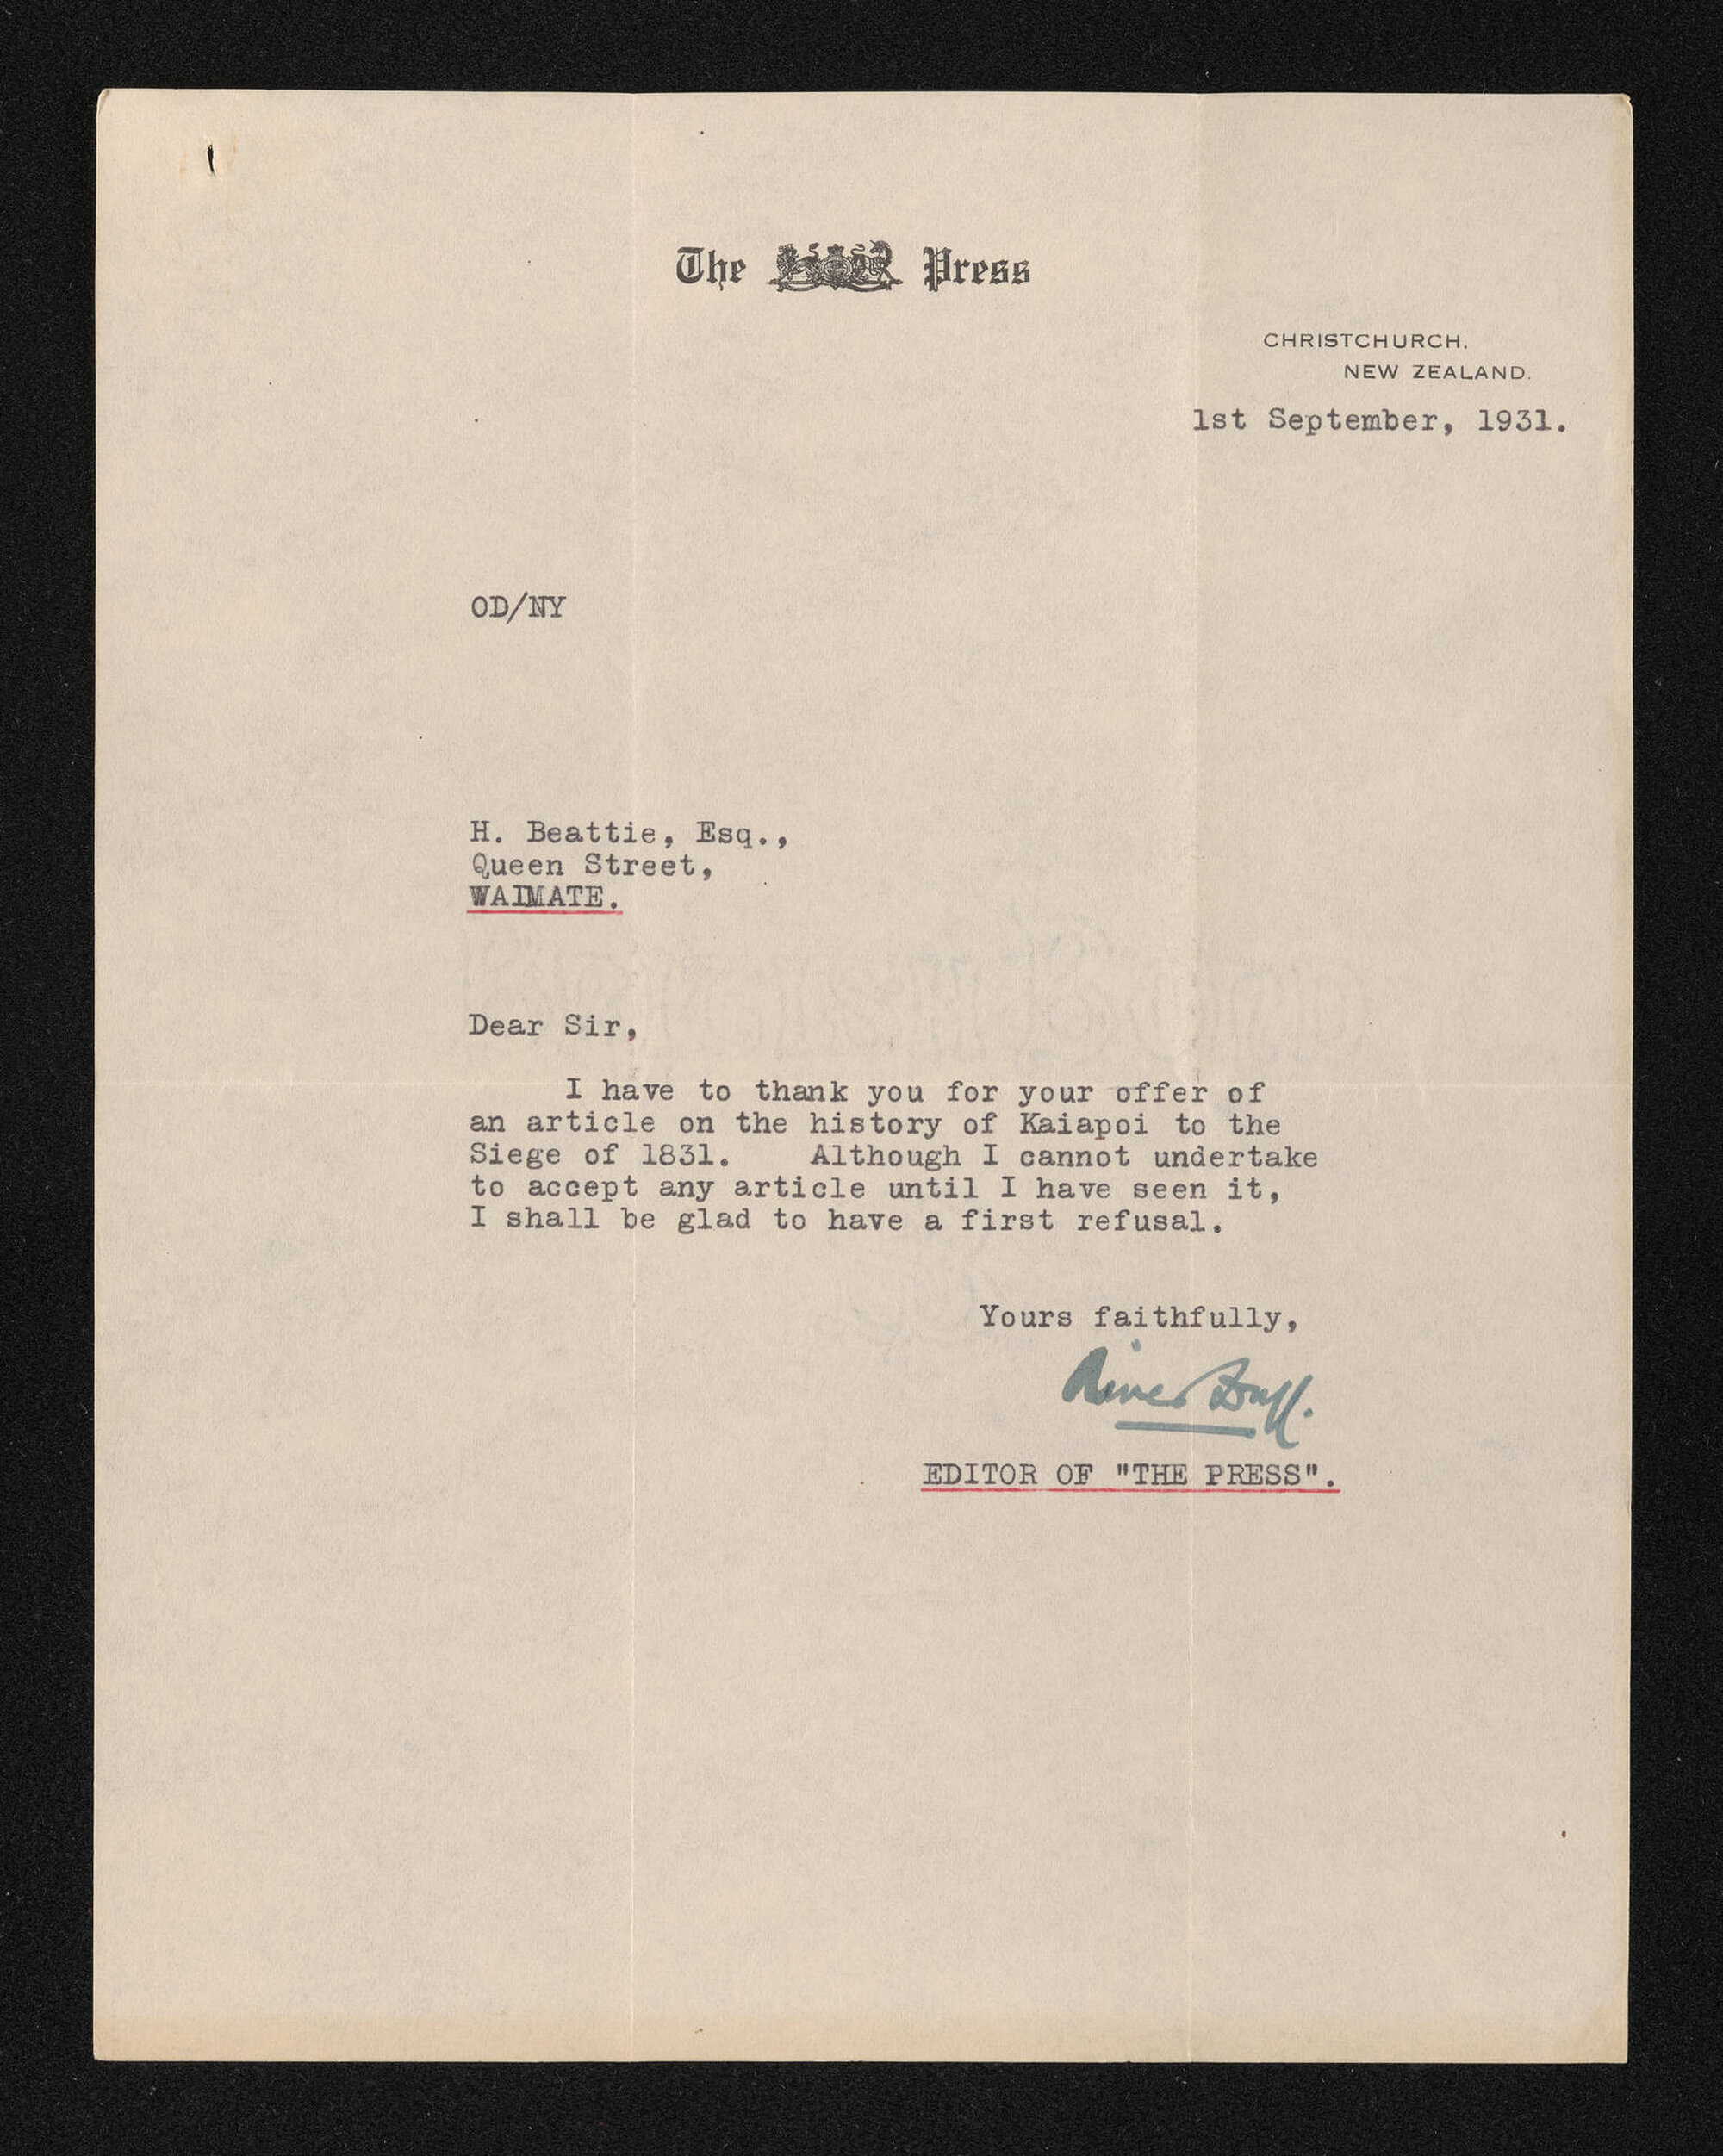 The Press
CHRISTCHURCH.
NEW ZEALAND.
1st September, 1931.
OD/NY
H. Beattie, Esq.,
Queen Street,
WAIMATE.
Dear Sir,
I have to thank you for your offer of
an article on the history of Kaiapoi to the
Siege of 1831. Although I cannot undertake
to accept any article until I have seen it,
I shall be glad to have a first refusal.
Yours faithfully,
Oliver Duff.
EDITOR OF "THE PRESS".